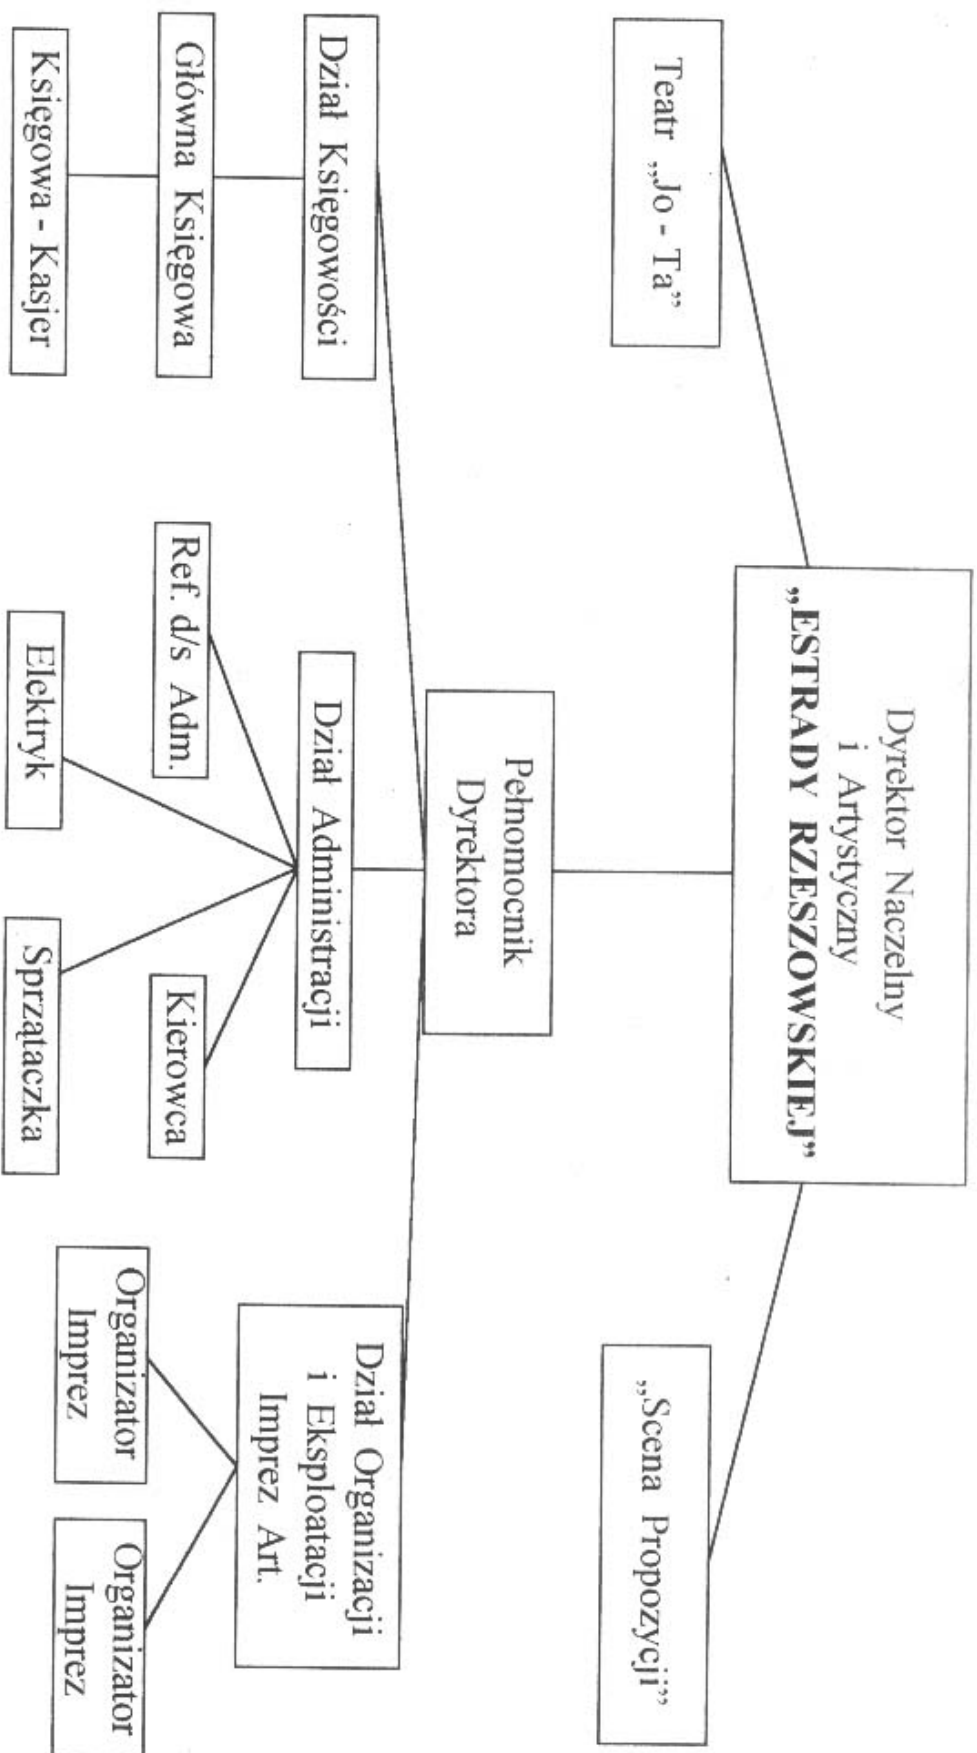 Dyrektor Naczelny
i Artystyczny
„ESTRADY RZESZOWSKIEJ”
Teatr „Jo - Ta”
„Scena Propozycji”
Pełnomocnik
Dyrektora
Dział Księgowości
Główna Księgowa
Księgowa - Kasjer
Dział Administracji
Ref. d/s Adm.
Kierowca
Elektryk
Sprzątaczka
Dział Organizacji
i Eksploatacji
Imprez Art.
Organizator
Imprez
Organizator
Imprez